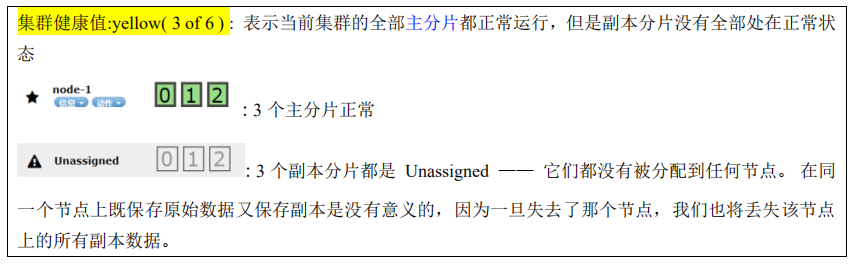 集群健康值:yellow( 3 of 6 ) : 表示当前集群的全部主分片都正常运行，但是副本分片没有全部处在正常状
态
node-1
信息 动作
0 1 2
: 3 个主分片正常
Unassigned
0 1 2
: 3 个副本分片都是 Unassigned —— 它们都没有被分配到任何节点。 在同
一个节点上既保存原始数据又保存副本是没有意义的，因为一旦失去了那个节点，我们也将丢失该节点
上的所有副本数据。